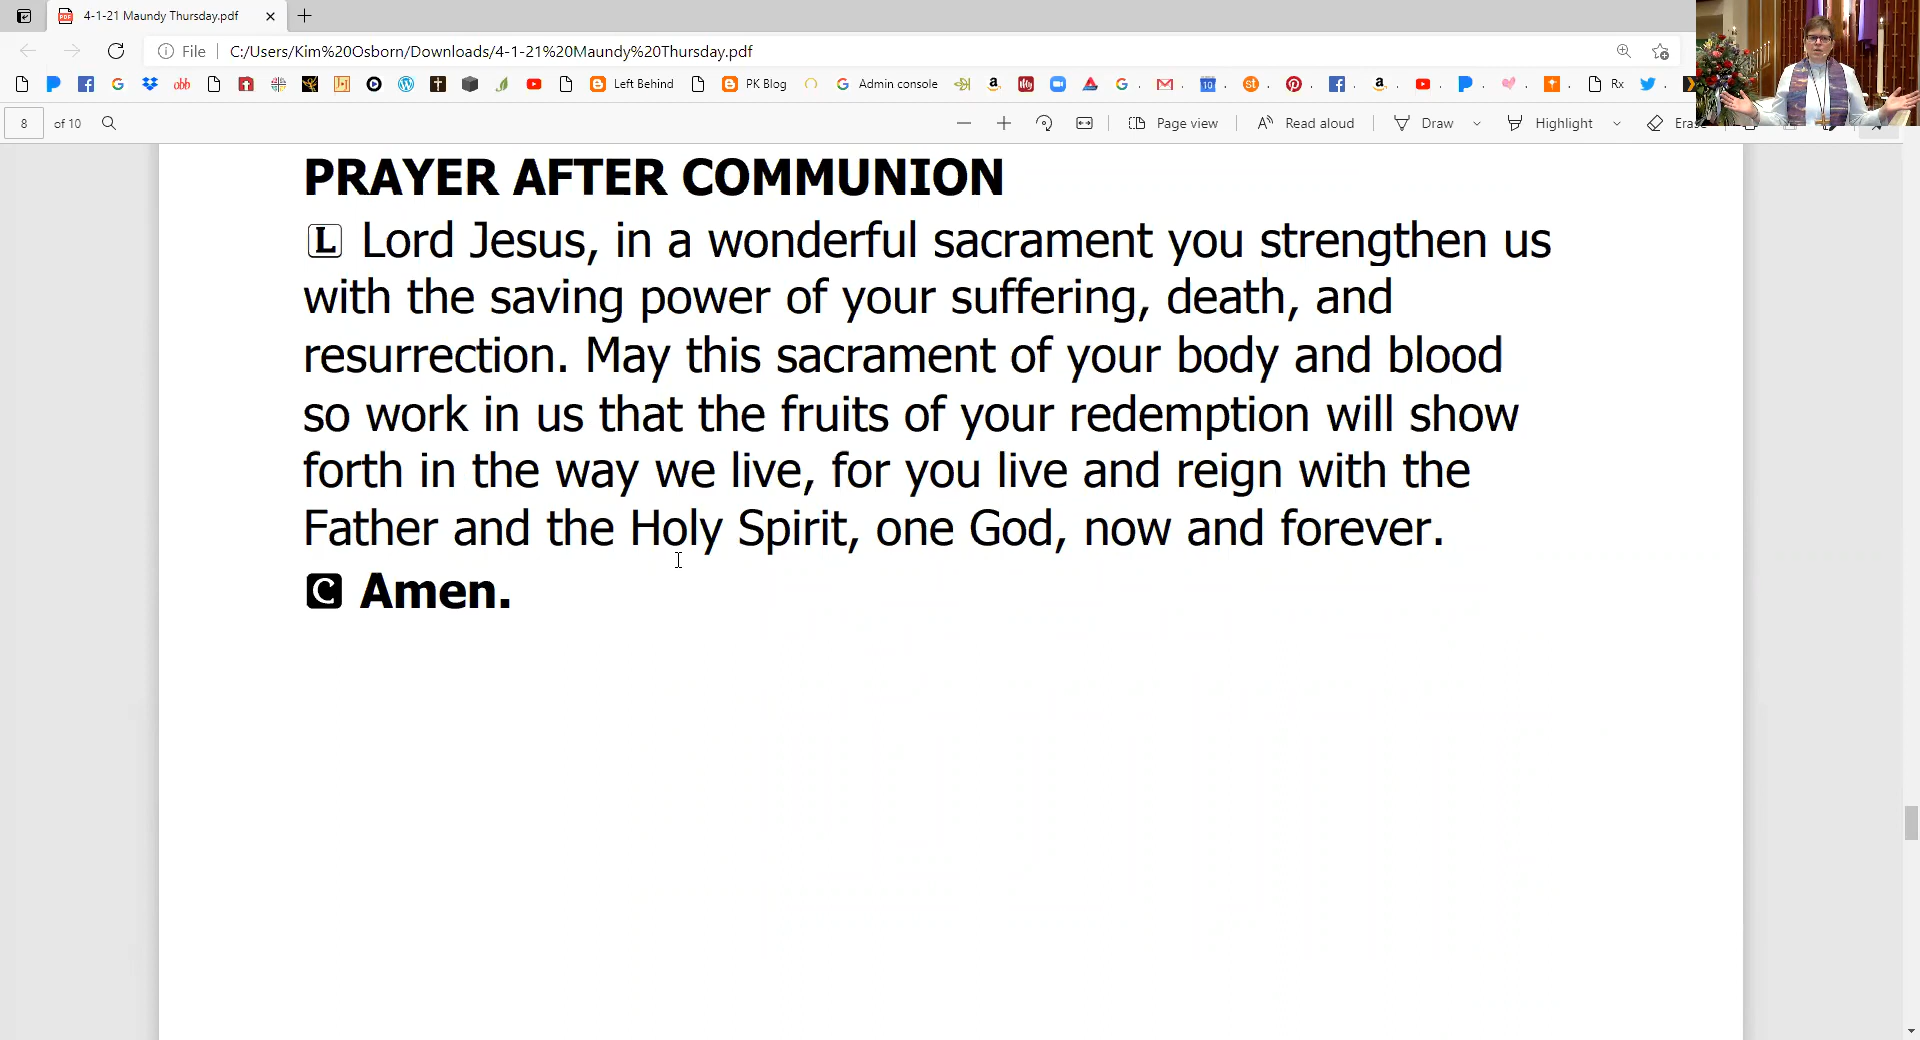 4-1-21 Maundy Thursday.pdf
File C:/Users/Kim%20Osborn/Downloads/4-1-21%20Maundy%20Thursday.pdf
obb Left Behind PK Blog Admin console 10 st Rx
8 of 10 Page view Read aloud Draw Highlight
PRAYER AFTER COMMUNION
L Lord Jesus, in a wonderful sacrament you strengthen us
with the saving power of your suffering, death, and
resurrection. May this sacrament of your body and blood
so work in us that the fruits of your redemption will show
forth in the way we live, for you live and reign with the
Father and the Holy Spirit, one God, now and forever.
C Amen.